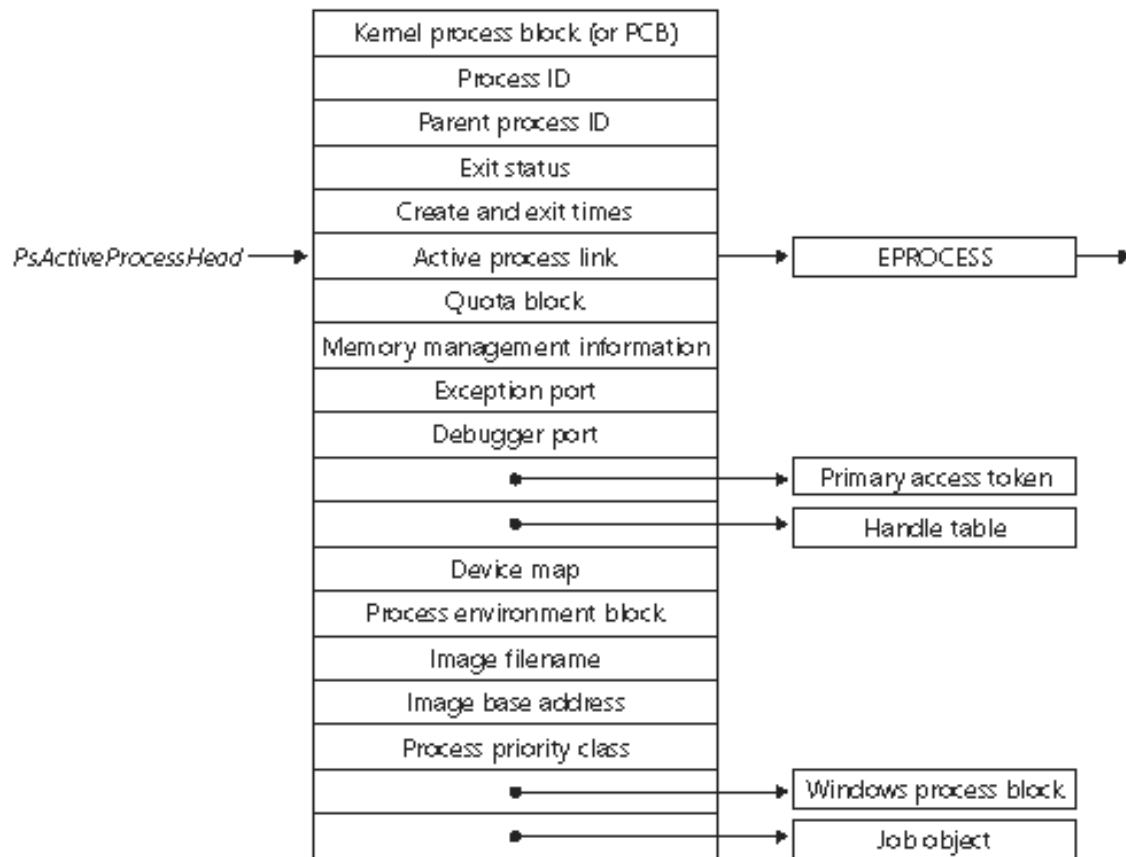 Kernel process block (or PCB)
Process ID
Parent process ID
Exit status
Create and exit times
PsActiveProcessHead
Active process link
EPROCESS
Quota block
Memory management information
Exception port
Debugger port
Primary access token
Handle table
Device map
Process environment block
Image filename
Image base address
Process priority class
Windows process block
Job object